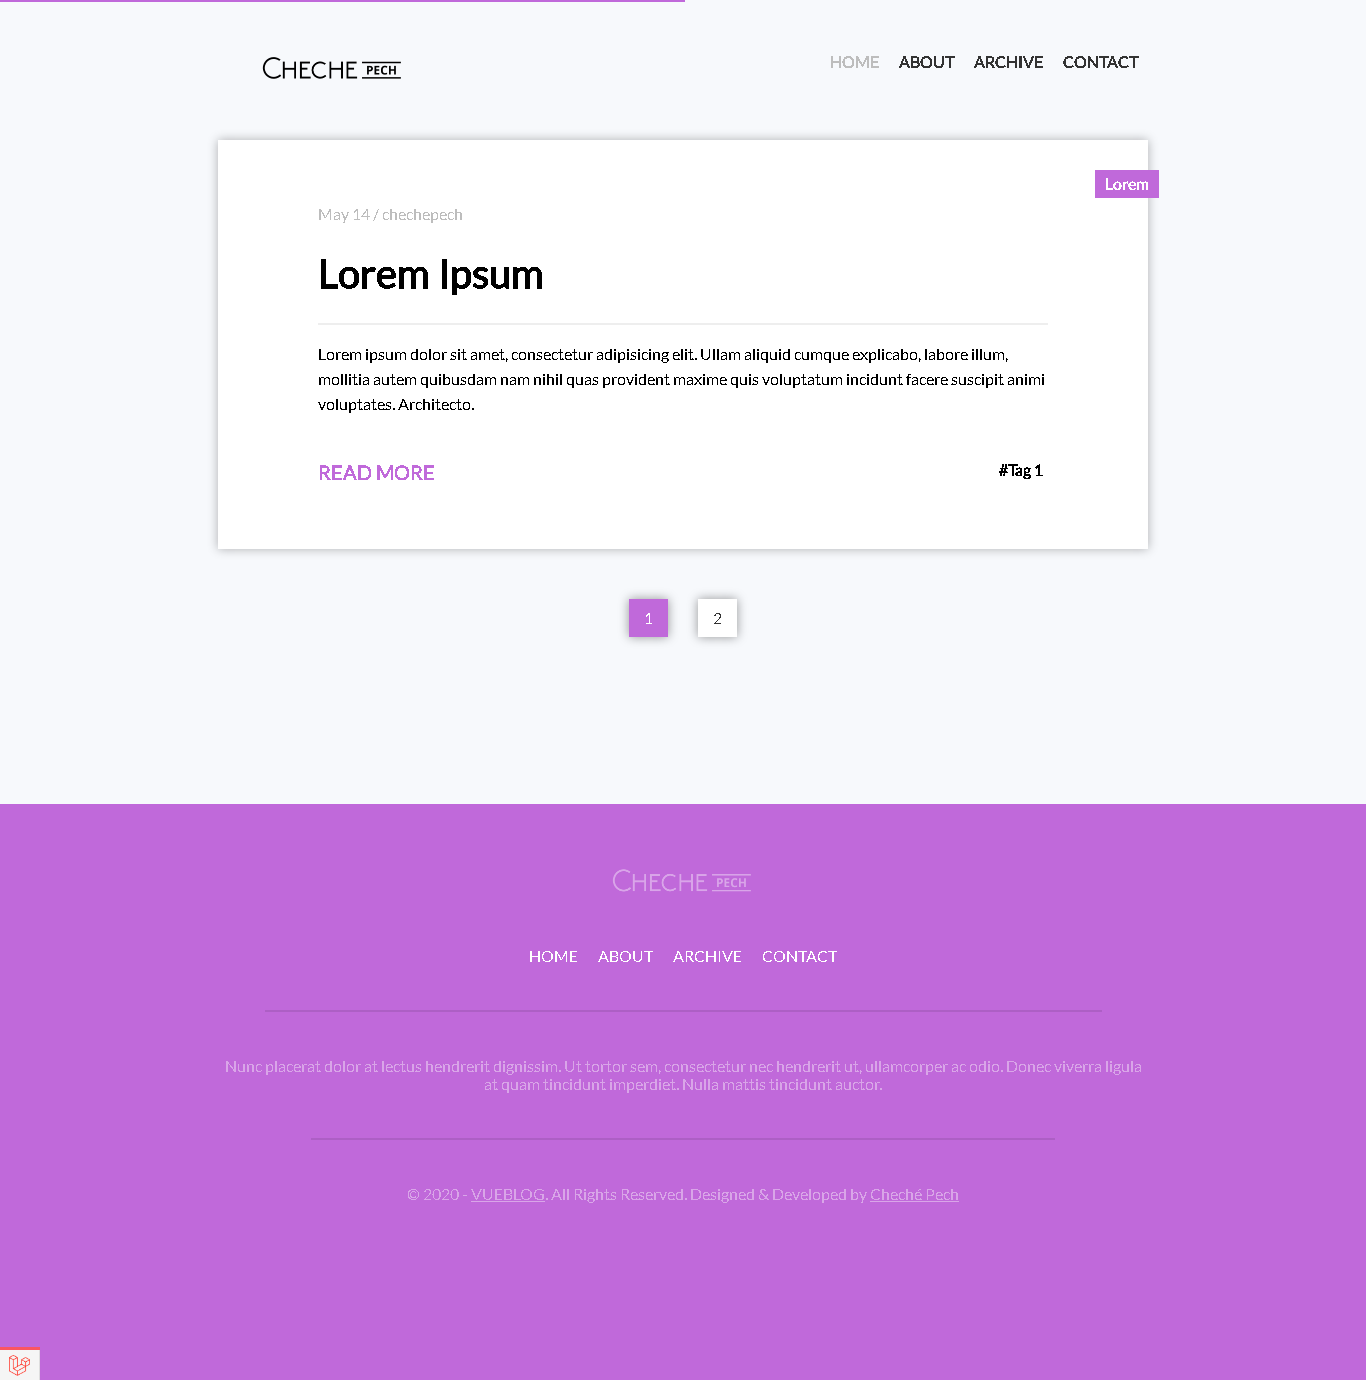 CHECHE PECH
HOME ABOUT ARCHIVE CONTACT
Lorem
May 14 / chechepech
Lorem Ipsum
Lorem ipsum dolor sit amet, consectetur adipisicing elit. Ullam aliquid cumque explicabo, labore illum,
mollitia autem quibusdam nam nihil quas provident maxime quis voluptatum incidunt facere suscipit animi
voluptates. Architecto.
READ MORE
#Tag 1
1 2
CHECHE PECH
HOME ABOUT ARCHIVE CONTACT
Nunc placerat dolor at lectus hendrerit dignissim. Ut tortor sem, consectetur nec hendrerit ut, ullamcorper ac odio. Donec viverra ligula
at quam tincidunt imperdiet. Nulla mattis tincidunt auctor.
© 2020 - VUEBLOG. All Rights Reserved. Designed & Developed by Cheché Pech